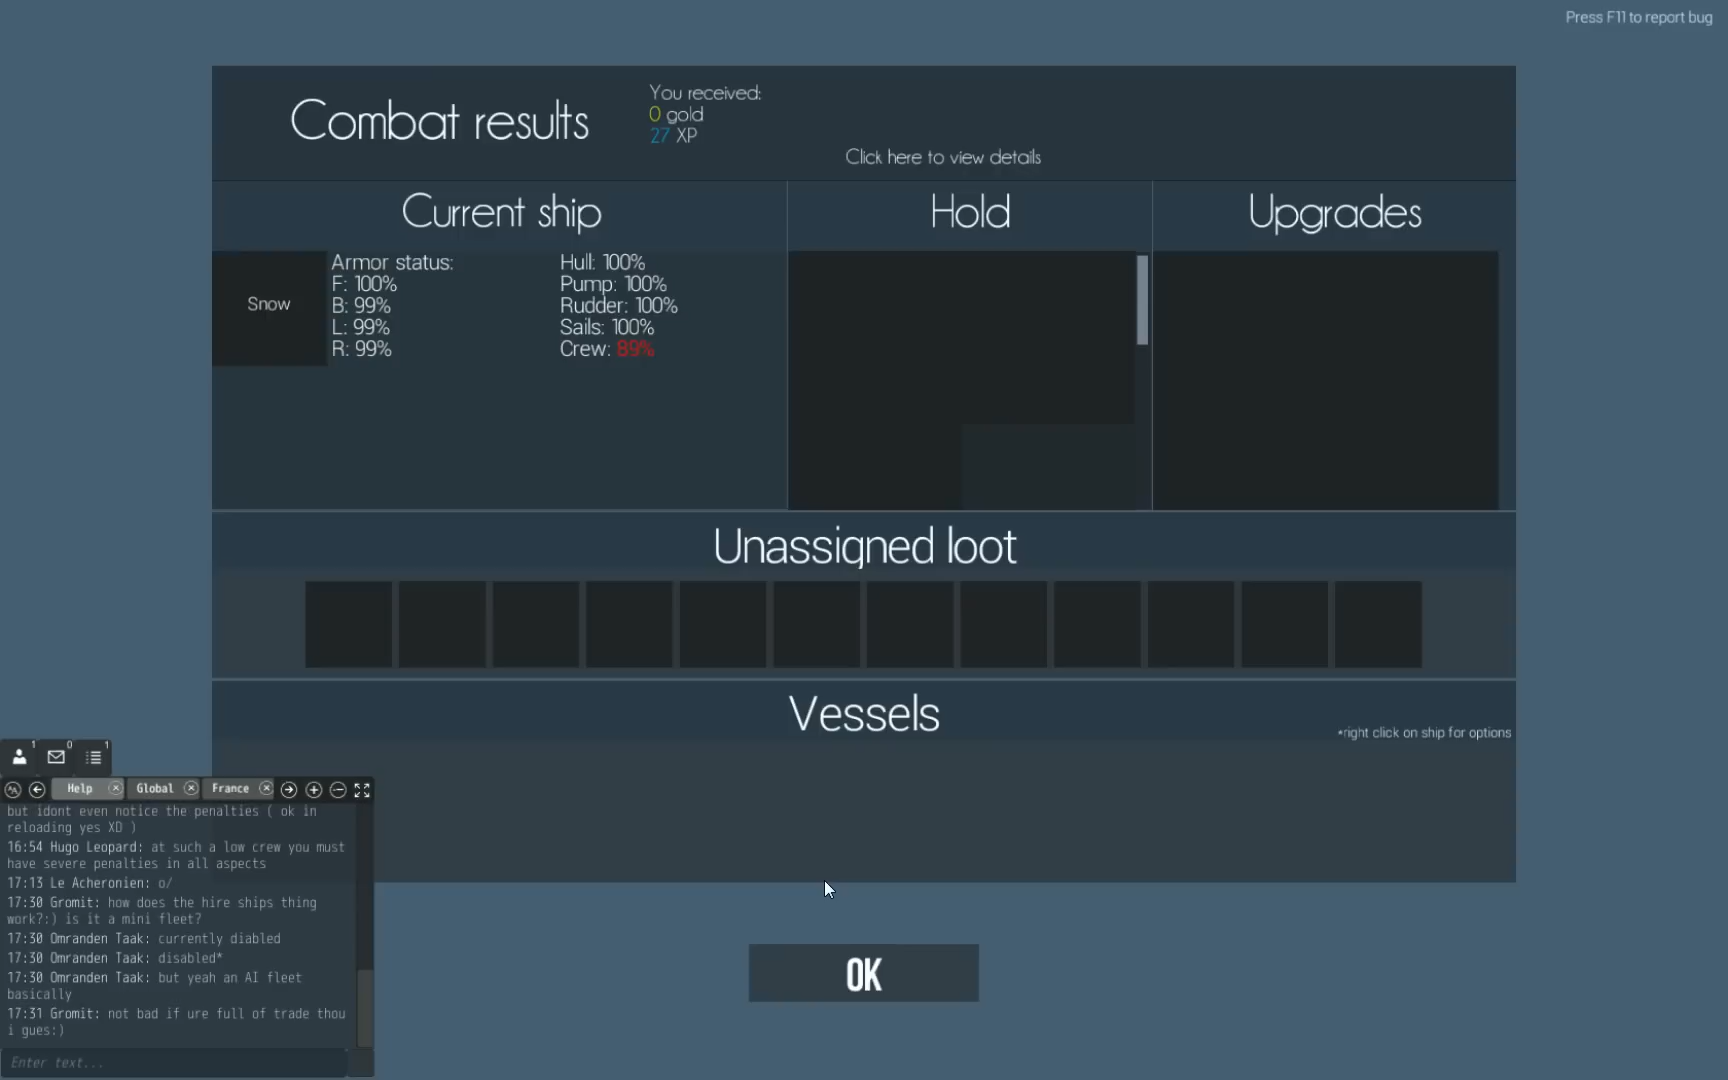 Press F11 to report bug
Combat results
You received:
0 gold
27 XP
Click here to view details
Current ship
Hold
Upgrades
Snow
Armor status:
F: 100%
B: 99%
L: 99%
R: 99%
Hull: 100%
Pump: 100%
Rudder: 100%
Sails: 100%
Crew: 89%
Unassigned loot
Vessels
*right click on ship for options
1
0
1
Help
Global
France
but idont even notice the penalties ( ok in
reloading yes XD )
16:54 Hugo Leopard: at such a low crew you must
have severe penalties in all aspects
17:13 Le Acheronien: o/
17:30 Gromit: how does the hire ships thing
work?:) is it a mini fleet?
17:30 Omranden Taak: currently diabled
17:30 Omranden Taak: disabled*
17:30 Omranden Taak: but yeah an AI fleet
basically
17:31 Gromit: not bad if ure full of trade thou
i gues:)
Enter text...
OK